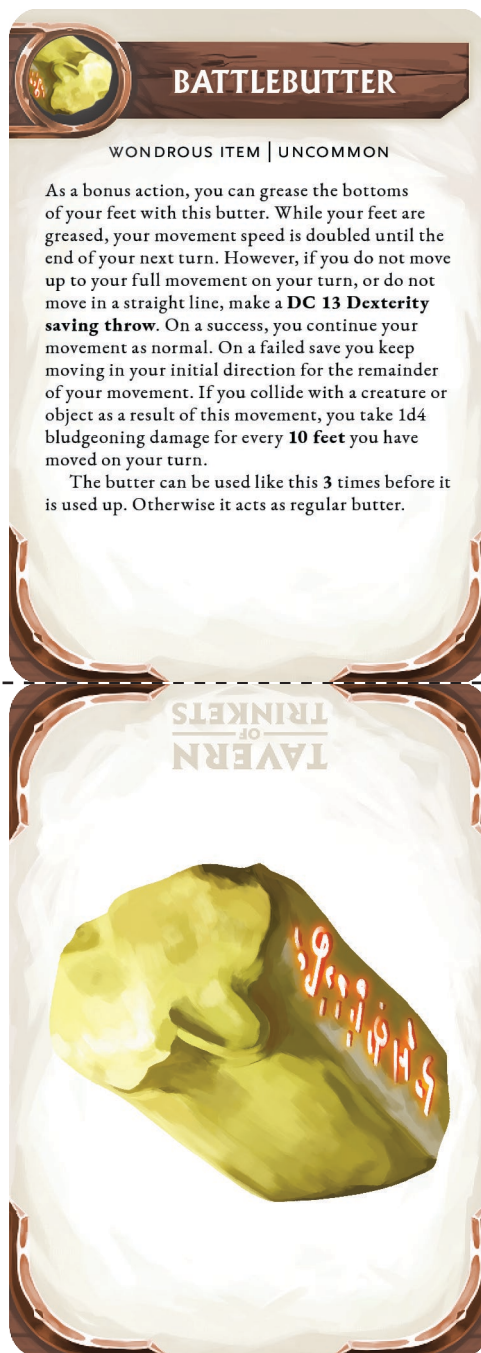 BATTLEBUTTER
WONDROUS ITEM | UNCOMMON
As a bonus action, you can grease the bottoms
of your feet with this butter. While your feet are
greased, your movement speed is doubled until the
end of your next turn. However, if you do not move
up to your full movement on your turn, or do not
move in a straight line, make a DC 13 Dexterity
saving throw. On a success, you continue your
movement as normal. On a failed save you keep
moving in your initial direction for the remainder
of your movement. If you collide with a creature or
object as a result of this movement, you take 1d4
bludgeoning damage for every 10 feet you have
moved on your turn.
The butter can be used like this 3 times before it
is used up. Otherwise it acts as regular butter.
TAVERN
OF
TRINKETS